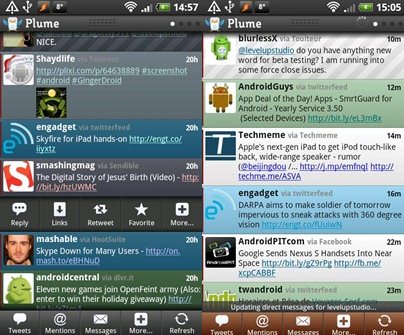 8°
14:57
Plume
NICE.
Shaydlife
20h
http://plixi.com/p/64638889 #screenshot
#android #GingerDroid
engadget via twitterfeed
20h
Skyfire for iPad hands-on http://engt.co/
iiyxtz
smashingmag via Sendible
20h
The Digital Story of Jesus' Birth (Video) - http:
//bit.ly/hzUWMC
Reply
Links
Retweet
Favorite
More...
mashable via HootSuite
20h
Skype Down for Many Users - http://on.
mash.to/eBHNuD
androidcentral via dlvr.it
20h
Eleven new games join OpenFeint army (Also:
enter to win their holiday giveaway) http://
Tweets
Mentions
Messages
More...
Refresh
8°
15:05
Plume
blurlessX via Touiteur
10m
@levelupstudio do you have anything new
word for beta testing? I am running into
some force close issues.
AndroidGuys via twitterfeed
12m
App Deal of the Day! Apps - SmrtGuard for
Android - Yearly Service 3.50
(Selected Devices) http://bit.ly/eL3mBx
Techmeme via Techmeme
14m
Apple's next-gen iPad to get iPod touch-like
back, wide-range speaker - rumor
(@beijingdou /...) http://j.mp/emfnqI http://
techme.me/ASVA
engadget via twitterfeed
16m
DARPA aims to make soldier of tomorrow
impervious to sneak attacks with 360 degree
vision http://engt.co/fUuiwN
AndroidPITcom via Facebook
22m
Google Sends Nexus S Handsets Into Near
Space http://bit.ly/gZ9rPg http://fb.me/
xcpCABBF
twandroid via twitterfeed
22m
Updating direct messages for levelupstudio...
Tweets
Mentions
Messages
More...
Refresh